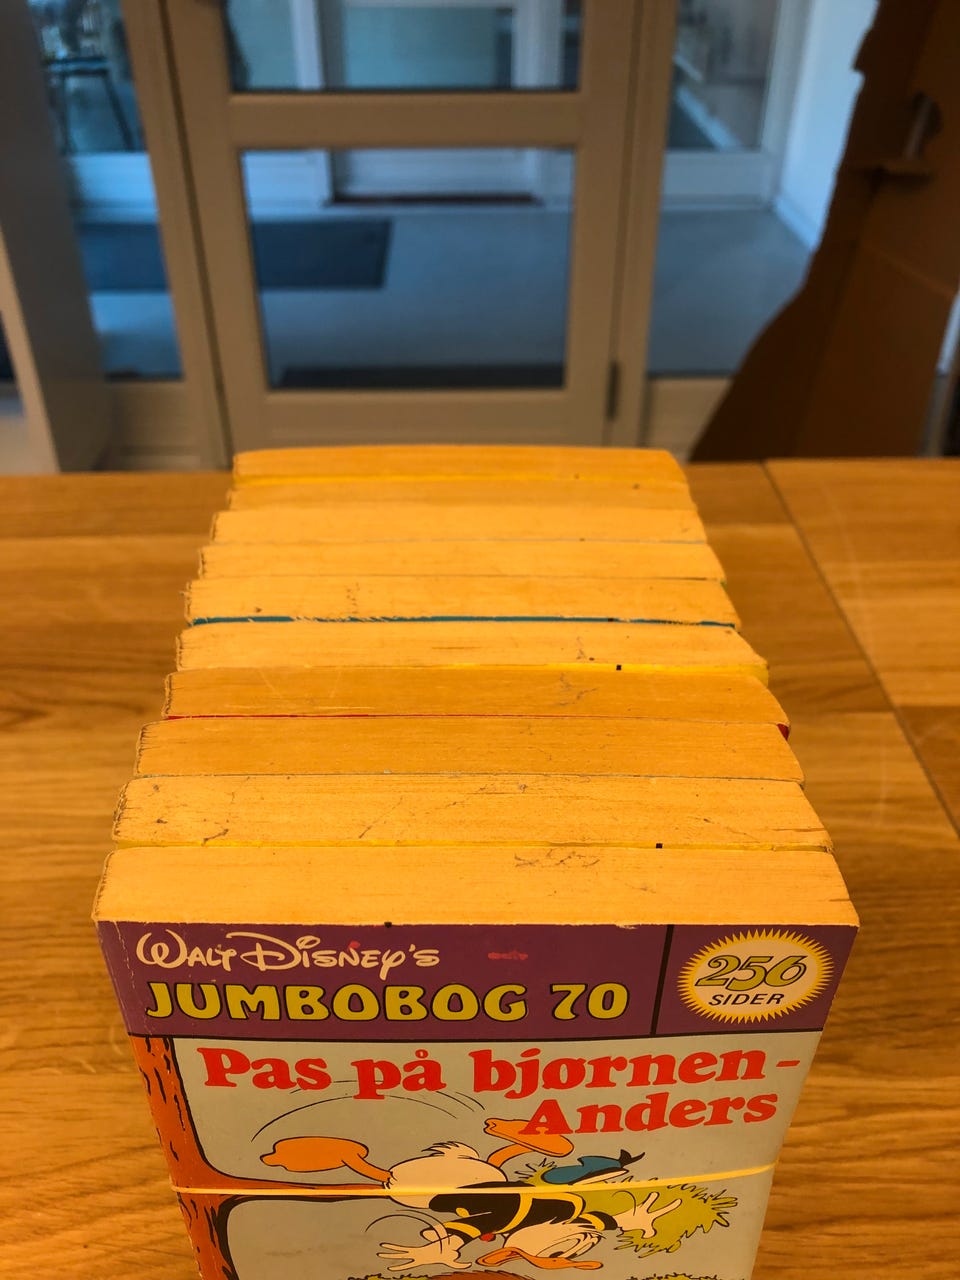 WALT DISNEY'S
JUMBOBOG 70
256
SIDER
Pas på bjørnen-
Anders